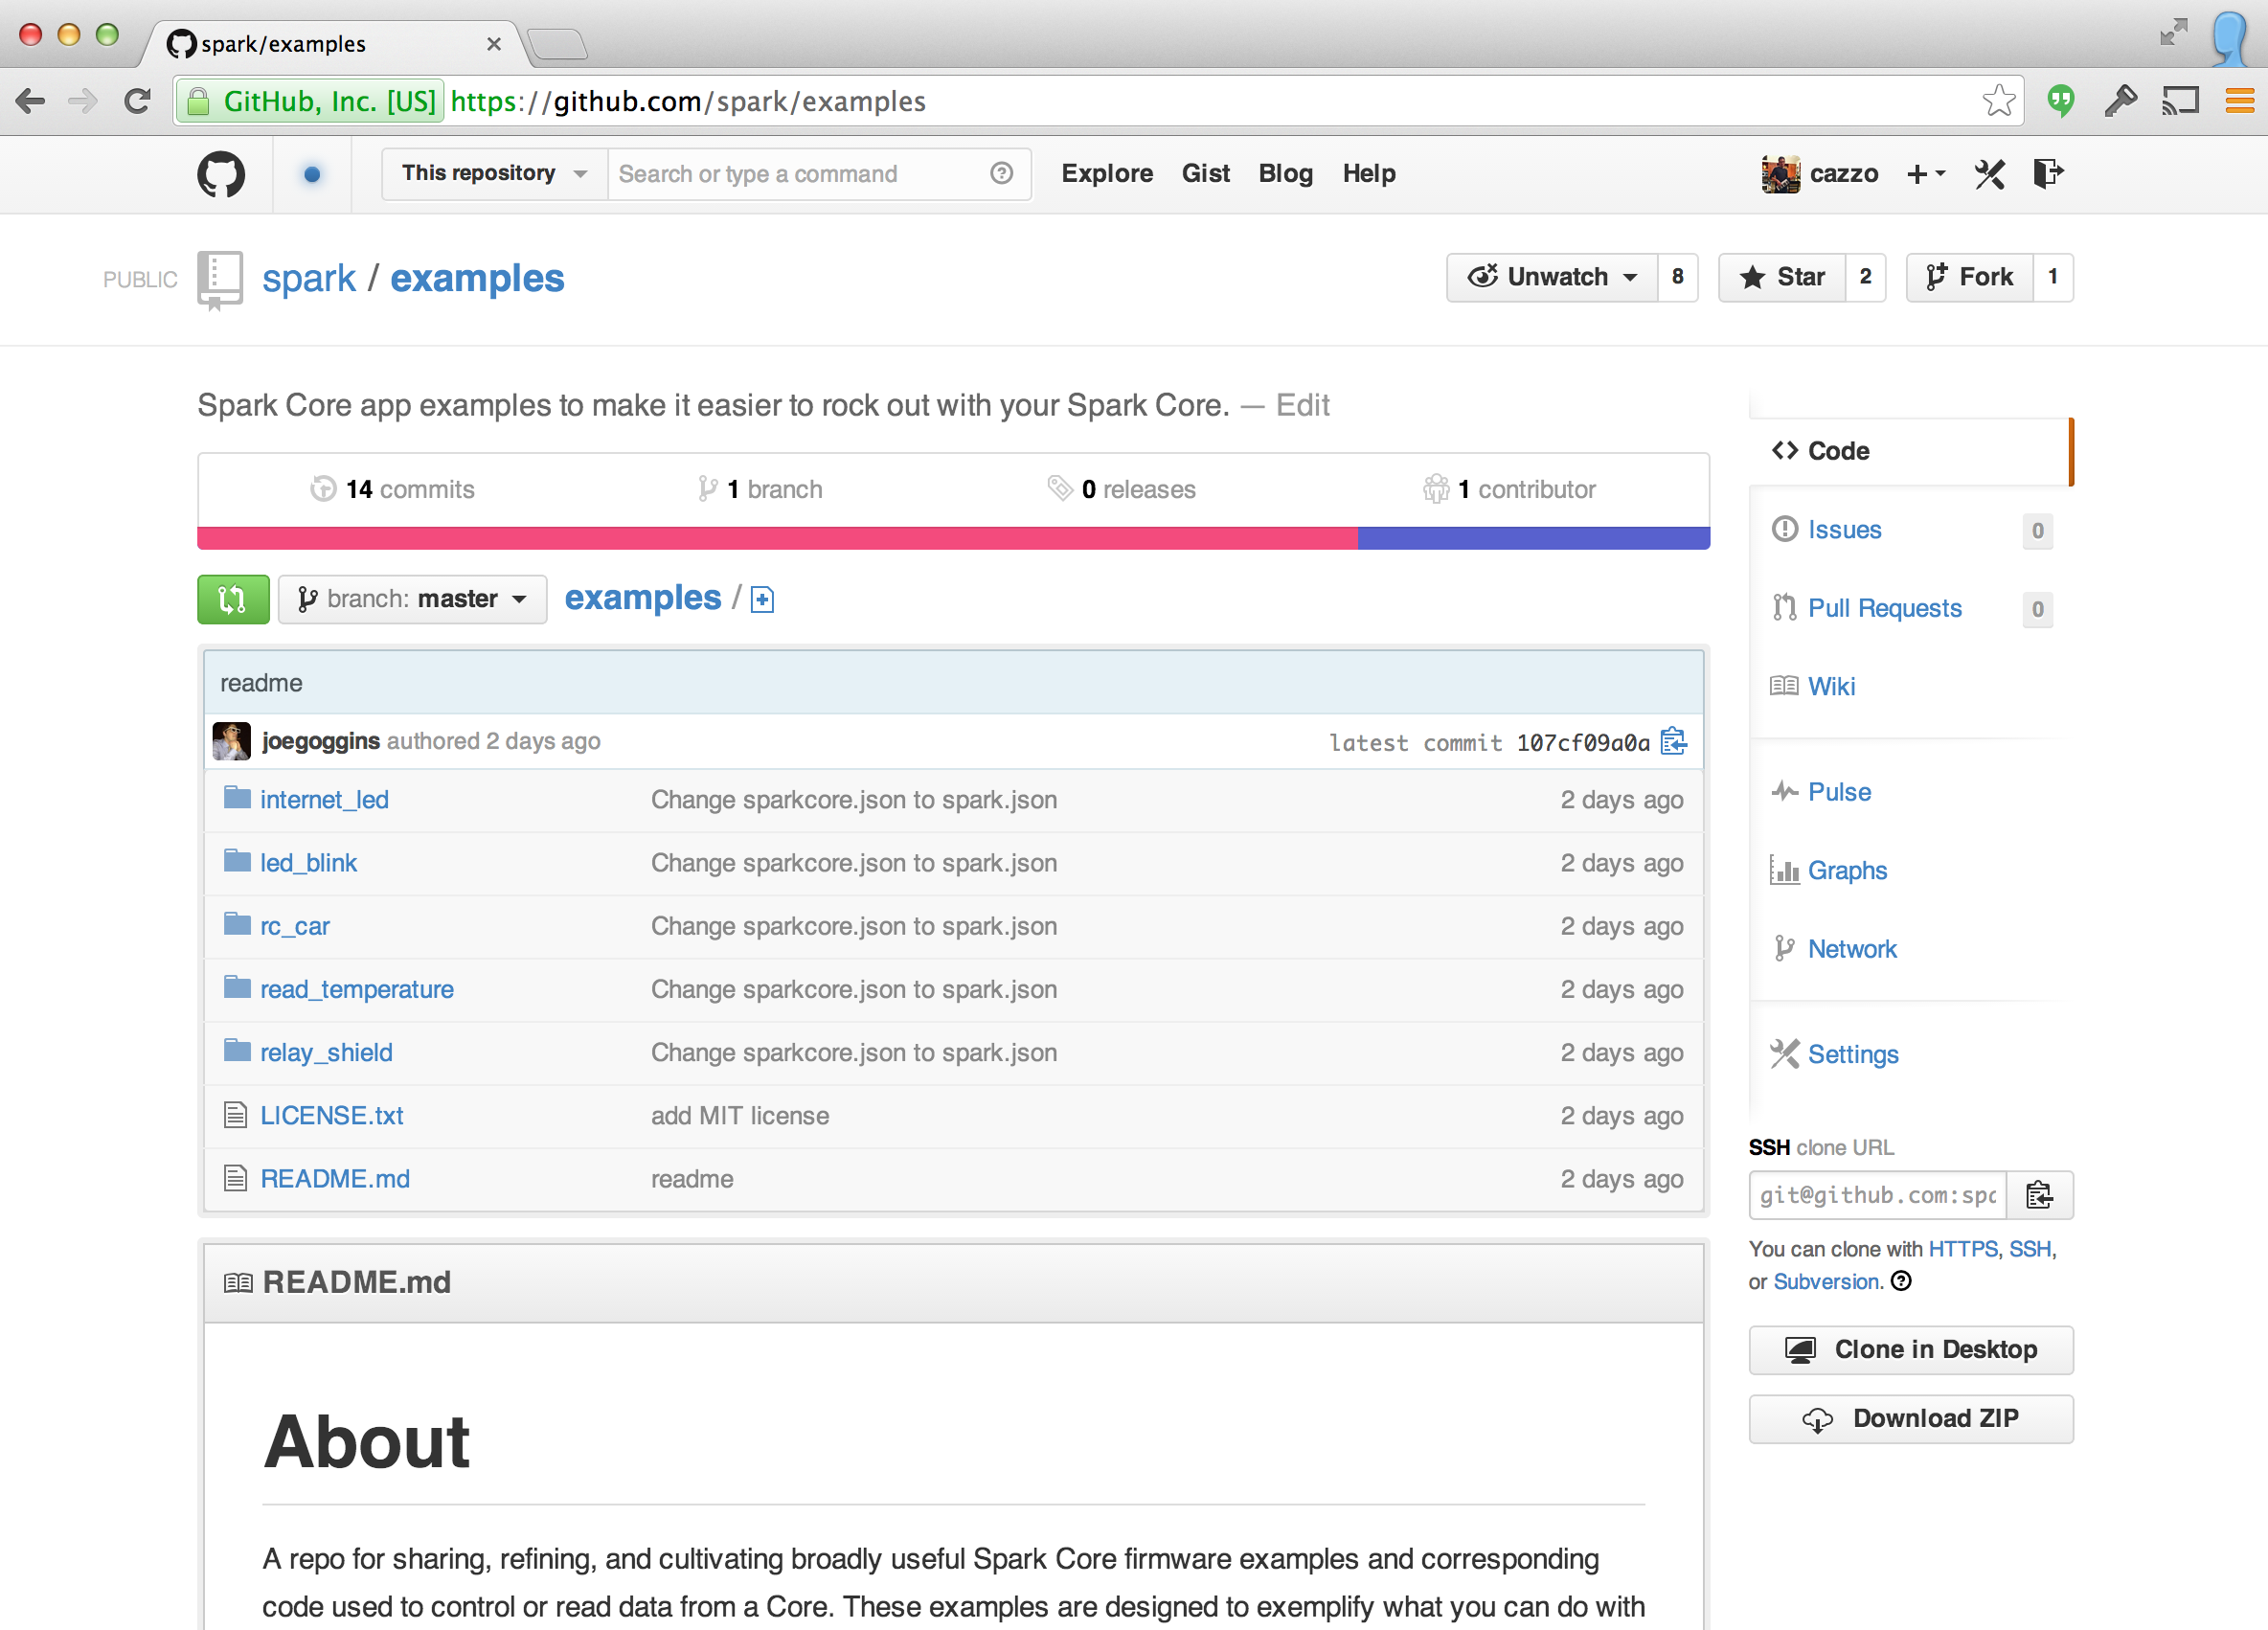 spark/examples
GitHub, Inc. [US] https://github.com/spark/examples
This repository Search or type a command Explore Gist Blog Help cazzo
PUBLIC spark / examples Unwatch 8 Star 2 Fork 1
Spark Core app examples to make it easier to rock out with your Spark Core. — Edit
14 commits 1 branch 0 releases 1 contributor
branch: master examples /
readme
joegoggins authored 2 days ago latest commit 107cf09a0a
internet_led Change sparkcore.json to spark.json 2 days ago
led_blink Change sparkcore.json to spark.json 2 days ago
rc_car Change sparkcore.json to spark.json 2 days ago
read_temperature Change sparkcore.json to spark.json 2 days ago
relay_shield Change sparkcore.json to spark.json 2 days ago
LICENSE.txt add MIT license 2 days ago
README.md readme 2 days ago
README.md
About
A repo for sharing, refining, and cultivating broadly useful Spark Core firmware examples and corresponding
code used to control or read data from a Core. These examples are designed to exemplify what you can do with
Code
Issues 0
Pull Requests 0
Wiki
Pulse
Graphs
Network
Settings
SSH clone URL
git@github.com:spa
You can clone with HTTPS, SSH,
or Subversion.
Clone in Desktop
Download ZIP